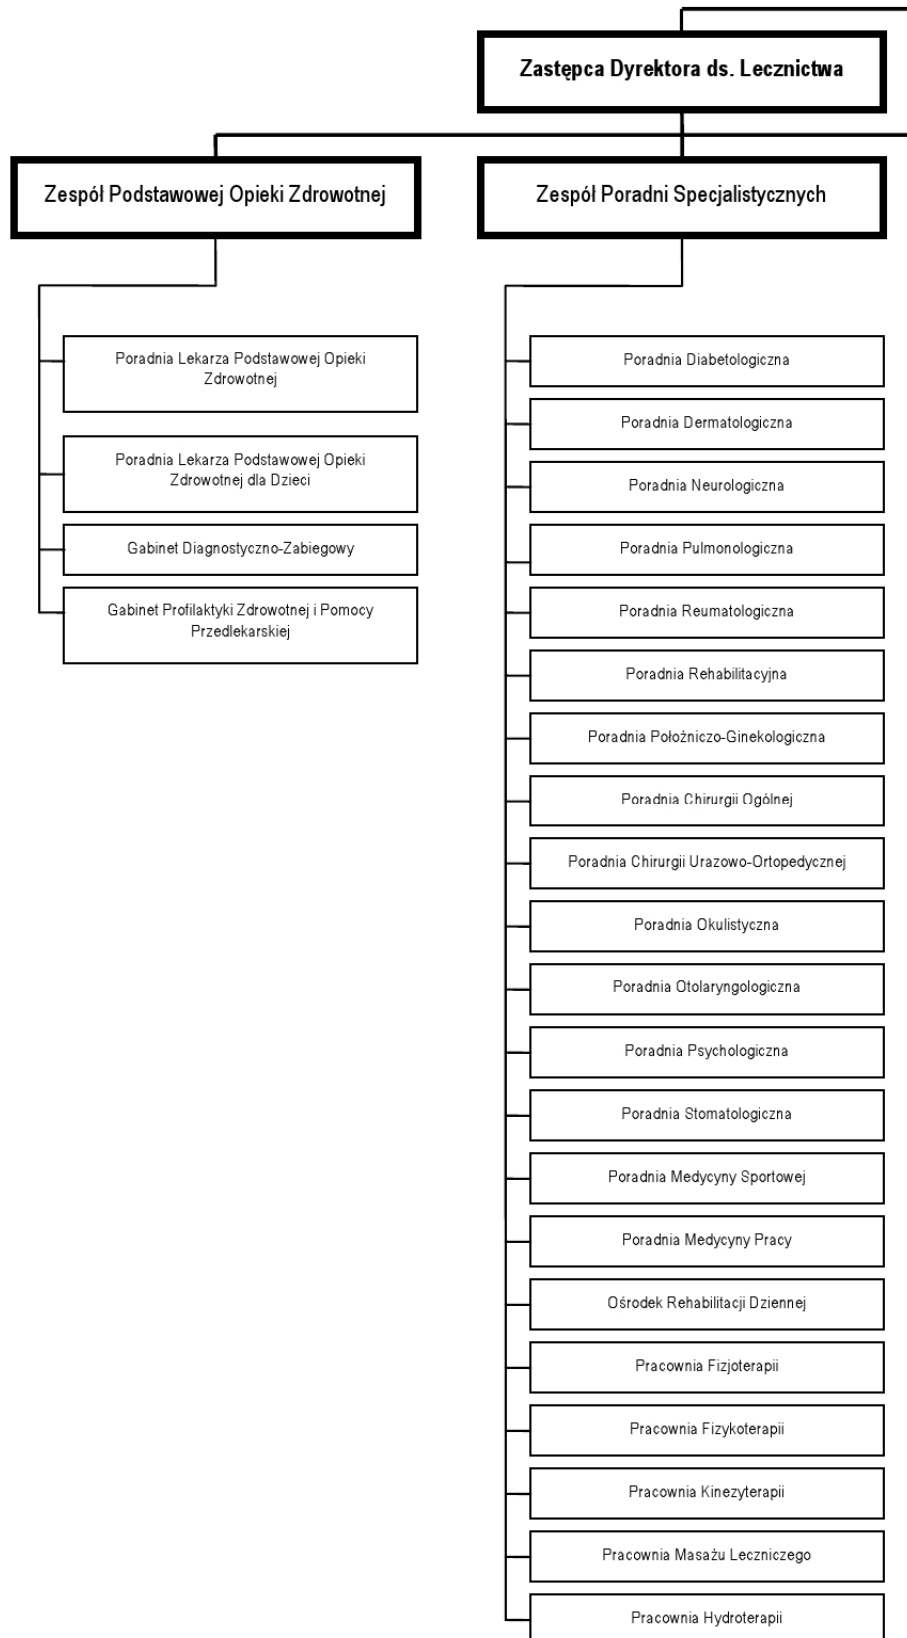 Zastępca Dyrektora ds. Lecznictwa
Zespół Podstawowej Opieki Zdrowotnej
Zespół Poradni Specjalistycznych
Poradnia Lekarza Podstawowej Opieki
Zdrowotnej
Poradnia Lekarza Podstawowej Opieki
Zdrowotnej dla Dzieci
Gabinet Diagnostyczno-Zabiegowy
Gabinet Profilaktyki Zdrowotnej i Pomocy
Przedlekarskiej
Poradnia Diabetologiczna
Poradnia Dermatologiczna
Poradnia Neurologiczna
Poradnia Pulmonologiczna
Poradnia Reumatologiczna
Poradnia Rehabilitacyjna
Poradnia Położniczo-Ginekologiczna
Poradnia Chirurgii Ogólnej
Poradnia Chirurgii Urazowo-Ortopedycznej
Poradnia Okulistyczna
Poradnia Otolaryngologiczna
Poradnia Psychologiczna
Poradnia Stomatologiczna
Poradnia Medycyny Sportowej
Poradnia Medycyny Pracy
Ośrodek Rehabilitacji Dziennej
Pracownia Fizjoterapii
Pracownia Fizykoterapii
Pracownia Kinezyterapii
Pracownia Masażu Leczniczego
Pracownia Hydroterapii